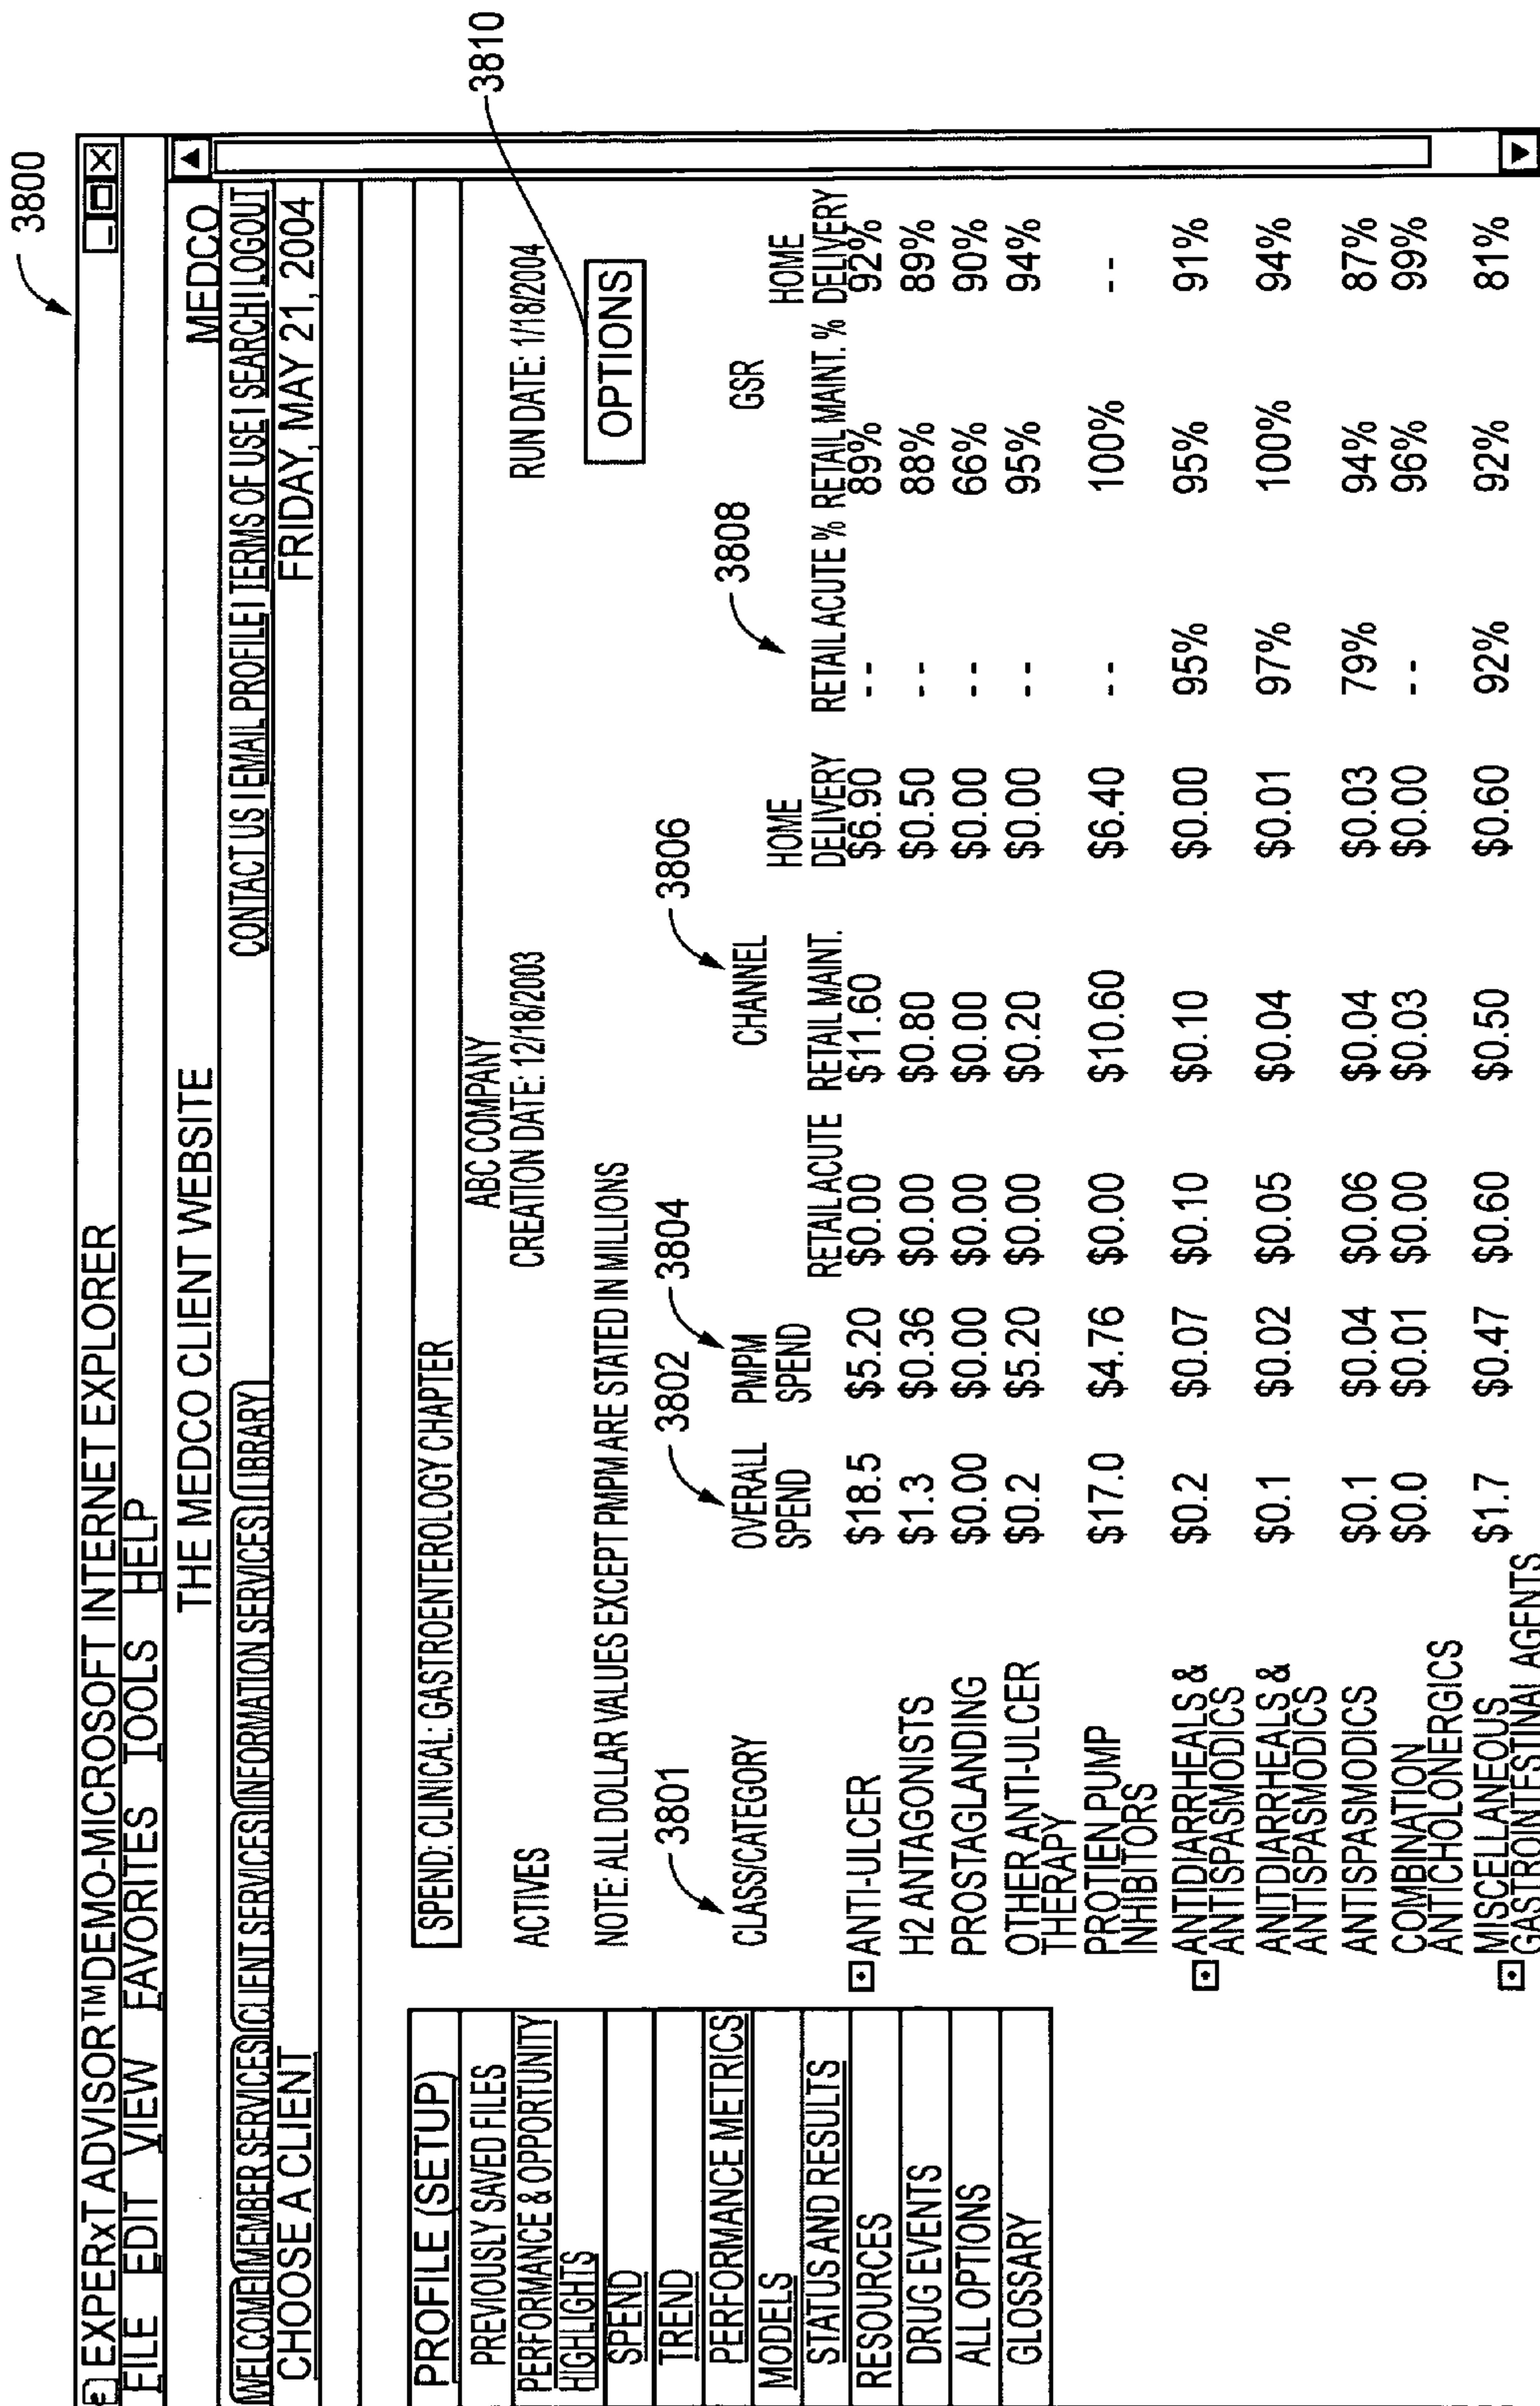 3800
EXPERxT ADVISOR™DEMO-MICROSOFT INTERNET EXPLORER
FILE EDIT VIEW FAVORITES TOOLS HELP
THE MEDCO CLIENT WEBSITE MEDCO
WELCOME MEMBER SERVICES CLIENT SERVICES INFORMATION SERVICES LIBRARY CONTACT US I EMAIL PROFILE I TERMS OF USE I SEARCH I LOGOUT
CHOOSE A CLIENT FRIDAY, MAY 21, 2004
PROFILE (SETUP)
PREVIOUSLY SAVED FILES
PERFORMANCE & OPPORTUNITY
HIGHLIGHTS
SPEND
TREND
PERFORMANCE METRICS
MODELS
STATUS AND RESULTS
RESOURCES
DRUG EVENTS
ALL OPTIONS
GLOSSARY
SPEND: CLINICAL: GASTROENTEROLOGY CHAPTER
ABC COMPANY
ACTIVES CREATION DATE: 12/18/2003 RUN DATE: 1/18/2004
3810
NOTE: ALL DOLLAR VALUES EXCEPT PMPM ARE STATED IN MILLIONS OPTIONS
3801 3802 3804 3806 3808
CLASS/CATEGORY OVERALL PMPM CHANNEL GSR
SPEND SPEND HOME HOME
RETAIL ACUTE RETAIL MAINT. DELIVERY RETAIL ACUTE % RETAIL MAINT. % DELIVERY
ANTI-ULCER $18.5 $5.20 $0.00 $11.60 $6.90 -- 89% 92%
H2 ANTAGONISTS $1.3 $0.36 $0.00 $0.80 $0.50 -- 88% 89%
PROSTAGLANDING $0.00 $0.00 $0.00 $0.00 $0.00 -- 66% 90%
OTHER ANTI-ULCER $0.2 $5.20 $0.00 $0.20 $0.00 -- 95% 94%
THERAPY
PROTIEN PUMP $17.0 $4.76 $0.00 $10.60 $6.40 -- 100% --
INHIBITORS
ANTIDIARRHEALS & $0.2 $0.07 $0.10 $0.10 $0.00 95% 95% 91%
ANTISPASMODICS
ANITDIARRHEALS & $0.1 $0.02 $0.05 $0.04 $0.01 97% 100% 94%
ANTISPASMODICS
ANTISPASMODICS $0.1 $0.04 $0.06 $0.04 $0.03 79% 94% 87%
COMBINATION $0.0 $0.01 $0.00 $0.03 $0.00 -- 96% 99%
ANTICHOLONERGICS
MISCELLANEOUS $1.7 $0.47 $0.60 $0.50 $0.60 92% 92% 81%
GASTROINTESTINAL AGENTS